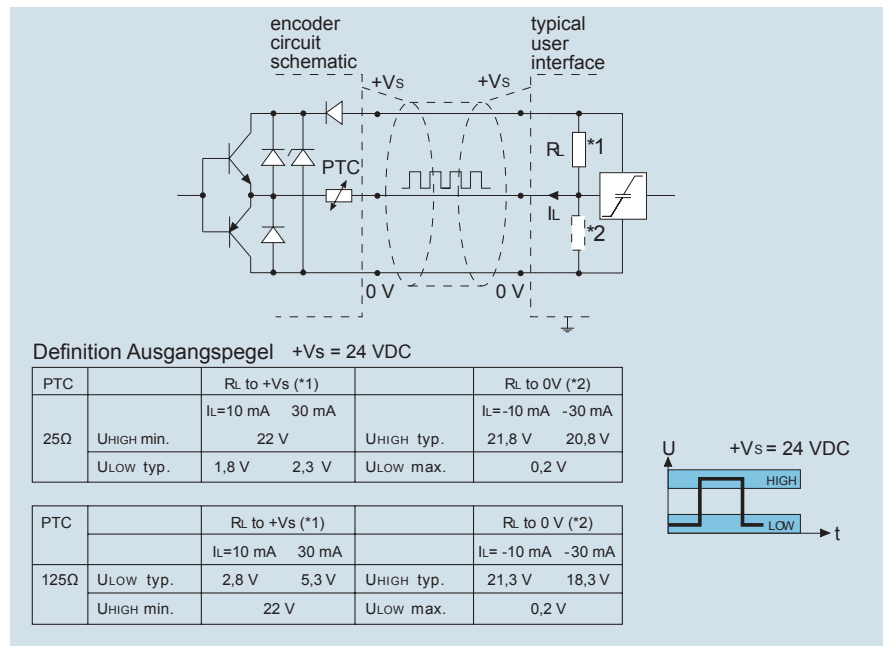 encoder
circuit
schematic
typical
user
interface
+Vs
+Vs
PTC
RL
*1
IL
*2
0 V
0 V
Definition Ausgangspegel +Vs = 24 VDC
PTC RL to +Vs (*1) RL to 0V (*2)
IL=10 mA 30 mA IL=-10 mA -30 mA
25Ω UHIGH min. 22 V UHIGH typ. 21,8 V 20,8 V
ULOW typ. 1,8 V 2,3 V ULOW max. 0,2 V
PTC RL to +Vs (*1) RL to 0 V (*2)
IL=10 mA 30 mA IL= -10 mA -30 mA
125Ω ULOW typ. 2,8 V 5,3 V UHIGH typ. 21,3 V 18,3 V
UHIGH min. 22 V ULOW max. 0,2 V
U +Vs = 24 VDC
HIGH
LOW
t